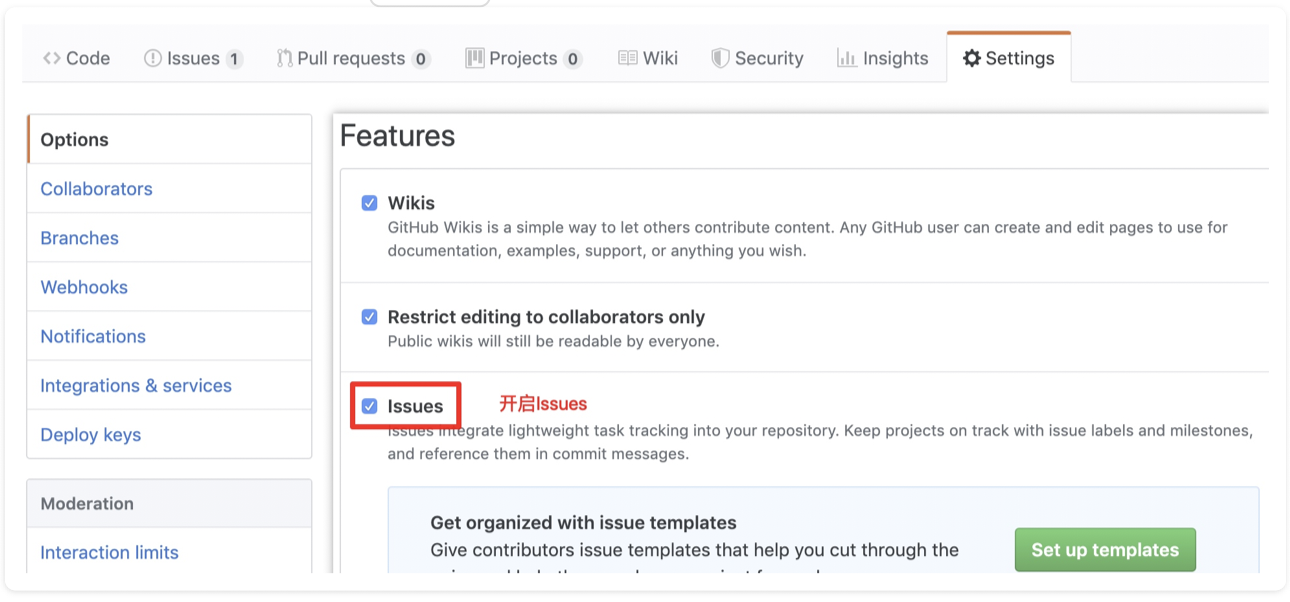 Code Issues 1 Pull requests 0 Projects 0 Wiki Security Insights Settings
Options
Collaborators
Branches
Webhooks
Notifications
Integrations & services
Deploy keys
Moderation
Interaction limits
Features
Wikis
GitHub Wikis is a simple way to let others contribute content. Any GitHub user can create and edit pages to use for
documentation, examples, support, or anything you wish.
Restrict editing to collaborators only
Public wikis will still be readable by everyone.
Issues 开启Issues
Issues integrate lightweight task tracking into your repository. Keep projects on track with issue labels and milestones,
and reference them in commit messages.
Get organized with issue templates
Give contributors issue templates that help you cut through the
Set up templates